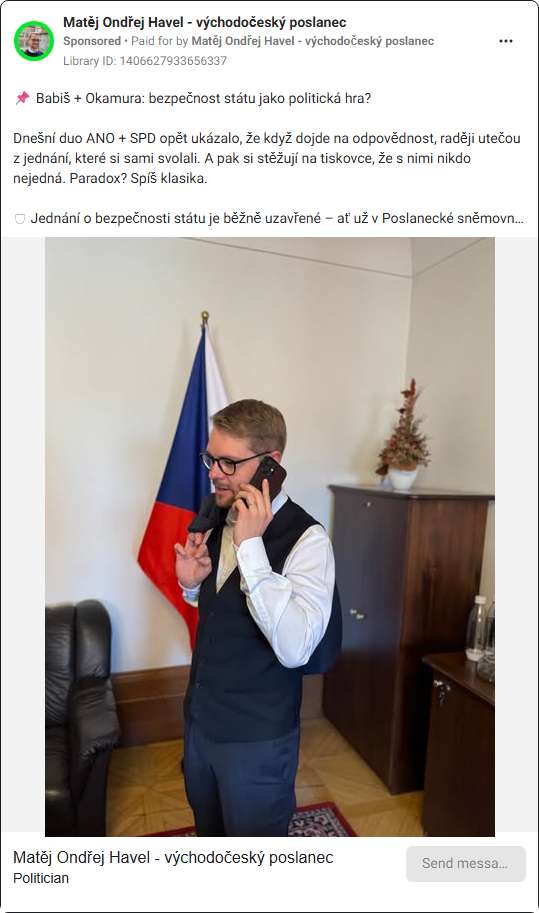 Matěj Ondřej Havel - východočeský poslanec
Sponsored • Paid for by Matěj Ondřej Havel - východočeský poslanec
Library ID: 1406627933656337
📌 Babiš + Okamura: bezpečnost státu jako politická hra?
Dnešní duo ANO + SPD opět ukázalo, že když dojde na odpovědnost, raději utečou
z jednání, které si sami svolali. A pak si stěžují na tiskovce, že s nimi nikdo
nejedná. Paradox? Spíš klasika.
Jednání o bezpečnosti státu je běžně uzavřené – ať už v Poslanecké sněmovn...
Matěj Ondřej Havel - východočeský poslanec
Send messa...
Politician